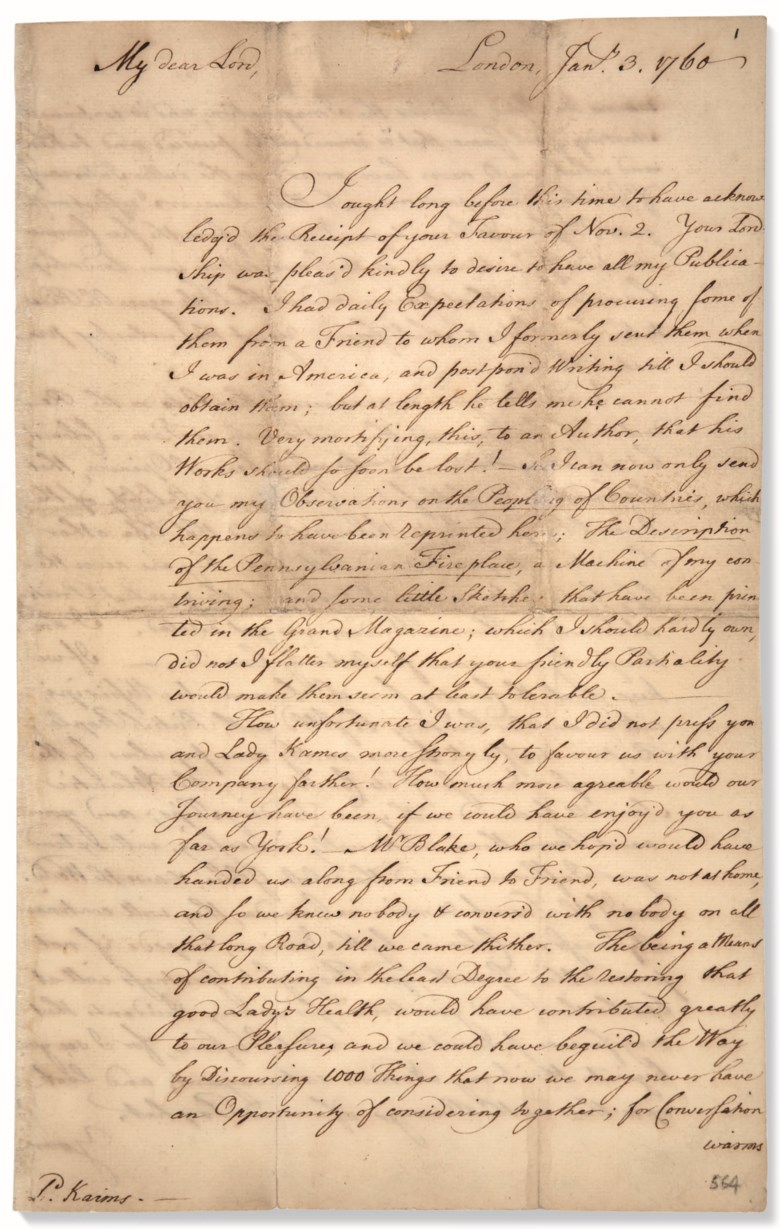 1
My dear Lord, London, Jany. 3. 1760
I ought long before this time to have acknow
ledg'd the Receipt of your Favour of Nov. 2. Your Lord
ship was pleas'd kindly to desire to have all my Publica-
tions. I had daily Expectations of procuring some of
them from a Friend to whom I formerly sent them when
I was in America, and postpon'd Writing till I should
obtain them; but at length he tells me he cannot find
them. Very mortifying, this, to an Author, that his
Works should so soon be lost! — So I can now only send
you my Observations on the Peopling of Countries, which
happens to have been reprinted here; The Description
of the Pennsylvanian Fireplace, a Machine of my con-
triving; and some little Sketches that have been prin
ted in the Grand Magazine; which I should hardly own,
did not I flatter myself that your friendly Partiality
would make them seem at least tolerable. —
How unfortunate I was, that I did not press you
and Lady Kames more strongly, to favour us with your
Company farther! How much more agreable would our
Journey have been, if we could have enjoy'd you as
far as York! Mr Blake, who we hop'd would have
handed us along from Friend to Friend, was not at home,
and so we knew nobody & convers'd with nobody on all
that long Road, till we came thither. The being a Means
of contributing in the least Degree to the restoring that
good Lady's Health, would have contributed greatly
to our Pleasures, and we could have beguil'd the Way
by Discoursing 1000 Things that now we may never have
an Opportunity of considering together; for Conversation
warms
Ld. Kaims. —
564